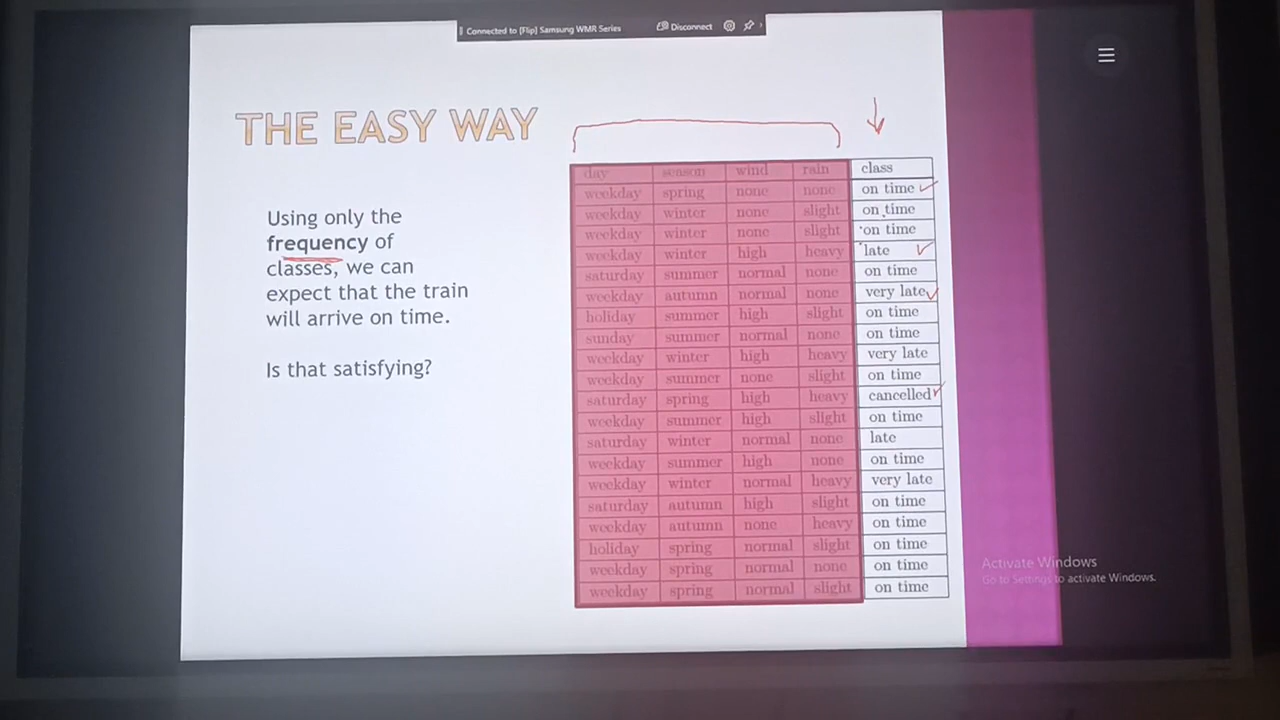 Connected to [Flip] Samsung WMR Series
Disconnect
THE EASY WAY
Using only the
frequency of
classes, we can
expect that the train
will arrive on time.
Is that satisfying?
day season wind rain class
weekday spring none none on time
weekday winter none slight on time
weekday winter none slight on time
weekday winter high heavy late
saturday summer normal none on time
weekday autumn normal none very late
holiday summer high slight on time
sunday summer normal none on time
weekday winter high heavy very late
weekday summer none slight on time
saturday spring high heavy cancelled
weekday summer high slight on time
saturday winter normal none late
weekday summer high none on time
weekday winter normal heavy very late
saturday autumn high slight on time
weekday autumn none heavy on time
holiday spring normal slight on time
weekday spring normal none on time
weekday spring normal slight on time
Activate Windows
Go to Settings to activate Windows.